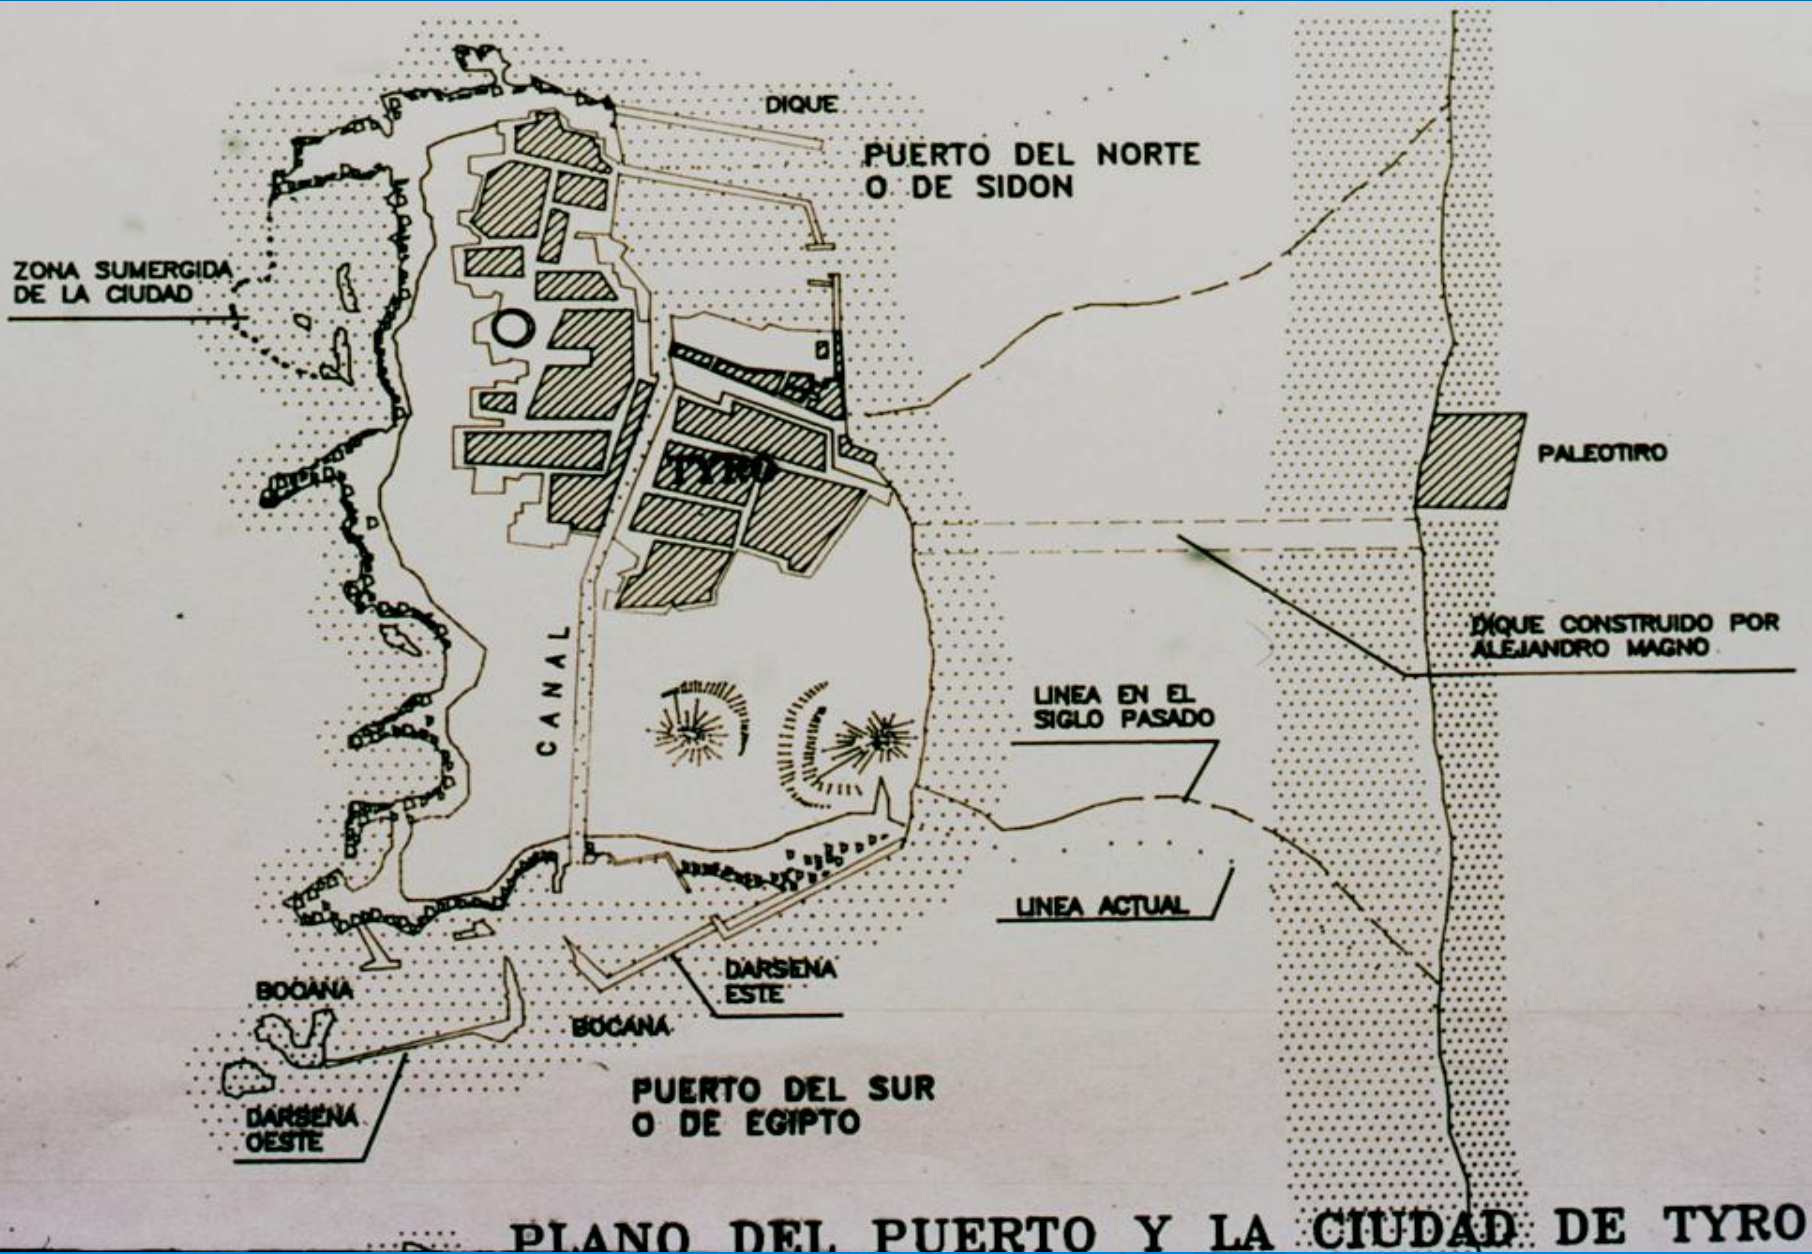 DIQUE
PUERTO DEL NORTE
O DE SIDON
ZONA SUMERGIDA
DE LA CIUDAD
TYRO
PALEOTIRO
DIQUE CONSTRUIDO POR
ALEJANDRO MAGNO
CANAL
LINEA EN EL
SIGLO PASADO
LINEA ACTUAL
DARSENA
ESTE
BOCANA
BOCANA
PUERTO DEL SUR
O DE EGIPTO
DARSENA
OESTE
PLANO DEL PUERTO Y LA CIUDAD DE TYRO